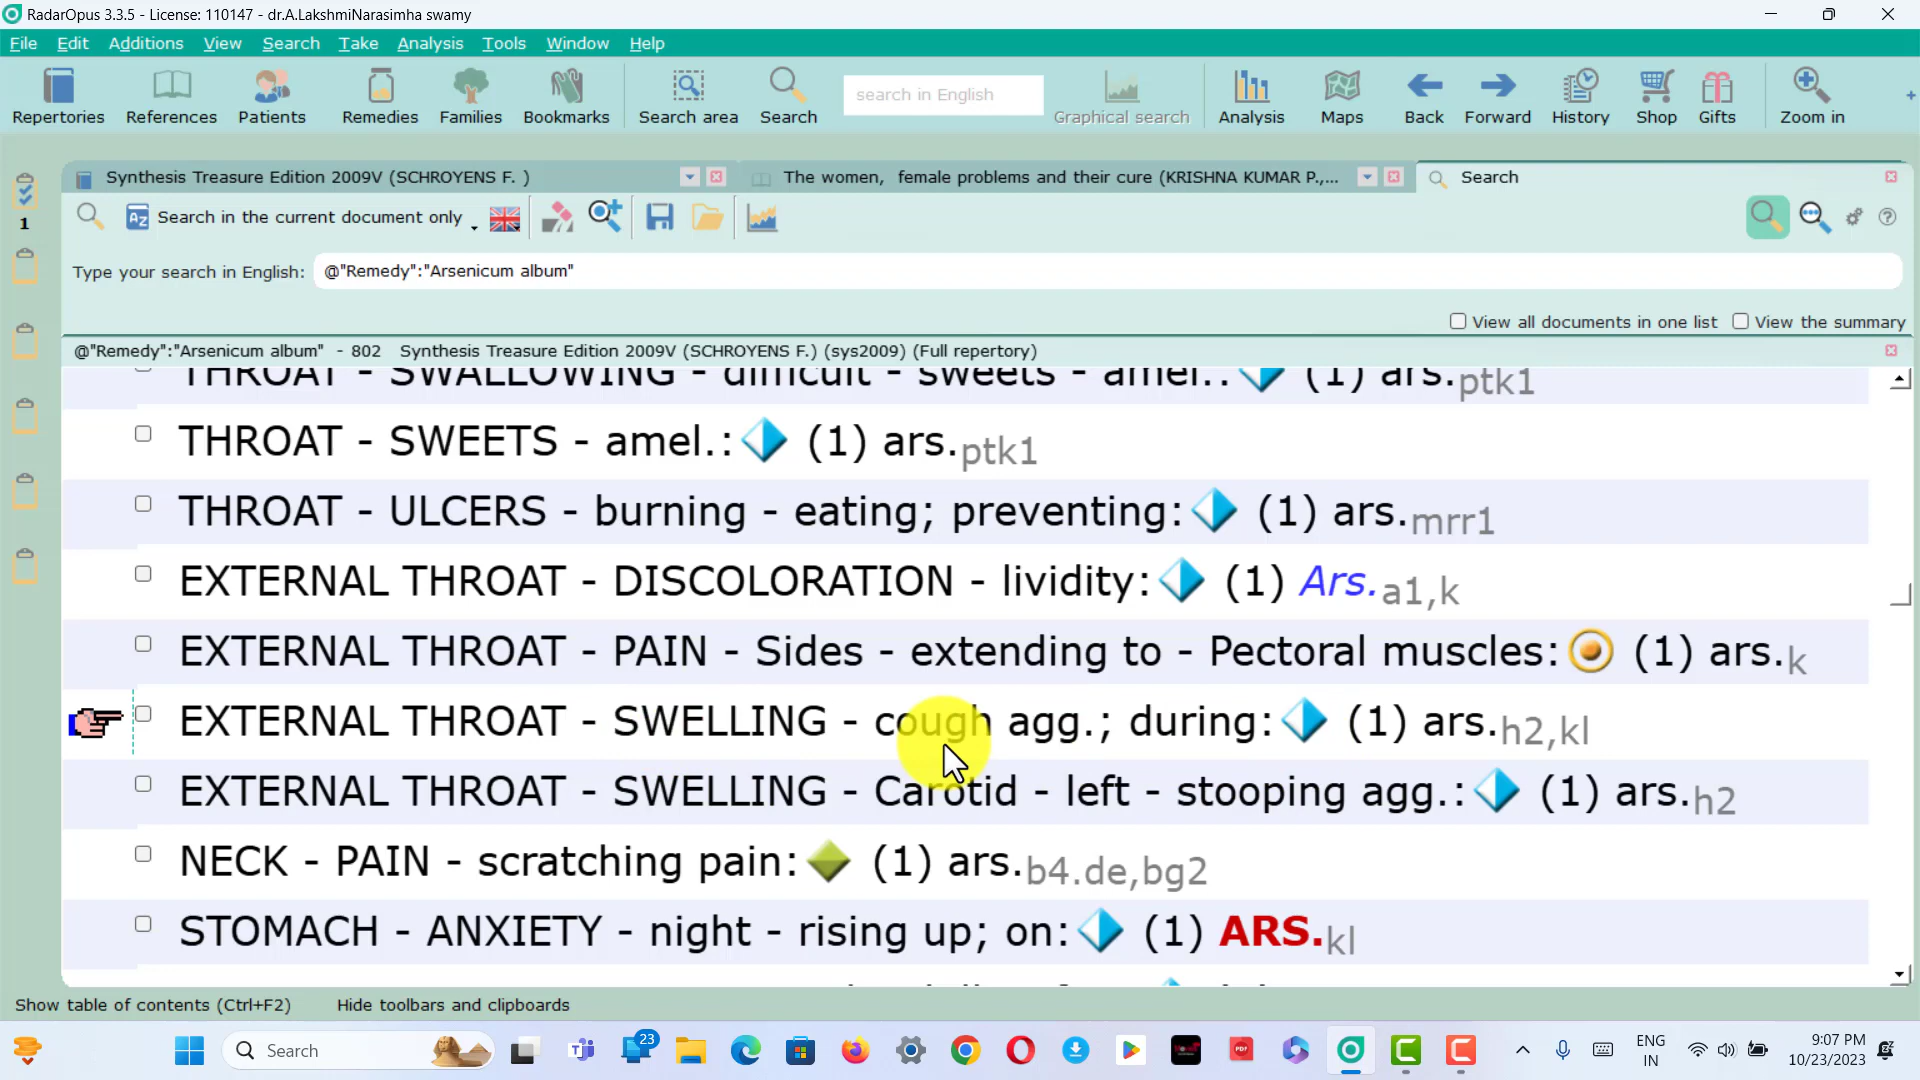 RadarOpus 3.3.5 - License: 110147 - dr.A.LakshmiNarasimha swamy
File Edit Additions View Search Take Analysis Tools Window Help
Repertories References Patients Remedies Families Bookmarks Search area Search search in English Graphical search Analysis Maps Back Forward History Shop Gifts Zoom in
Synthesis Treasure Edition 2009V (SCHROYENS F. ) The women, female problems and their cure (KRISHNA KUMAR P.,... Search
1
Search in the current document only
Type your search in English: @"Remedy":"Arsenicum album"
View all documents in one list View the summary
@"Remedy":"Arsenicum album" - 802 Synthesis Treasure Edition 2009V (SCHROYENS F.) (sys2009) (Full repertory)
THROAT - SWALLOWING - difficult - sweets - amel.: (1) ars.ptk1
THROAT - SWEETS - amel.: (1) ars.ptk1
THROAT - ULCERS - burning - eating; preventing: (1) ars.mrr1
EXTERNAL THROAT - DISCOLORATION - lividity: (1) Ars.a1,k
EXTERNAL THROAT - PAIN - Sides - extending to - Pectoral muscles: (1) ars.k
EXTERNAL THROAT - SWELLING - cough agg.; during: (1) ars.h2,kl
EXTERNAL THROAT - SWELLING - Carotid - left - stooping agg.: (1) ars.h2
NECK - PAIN - scratching pain: (1) ars.b4.de,bg2
STOMACH - ANXIETY - night - rising up; on: (1) ARS.kl
Show table of contents (Ctrl+F2) Hide toolbars and clipboards
Search 23 ENG IN 9:07 PM 10/23/2023